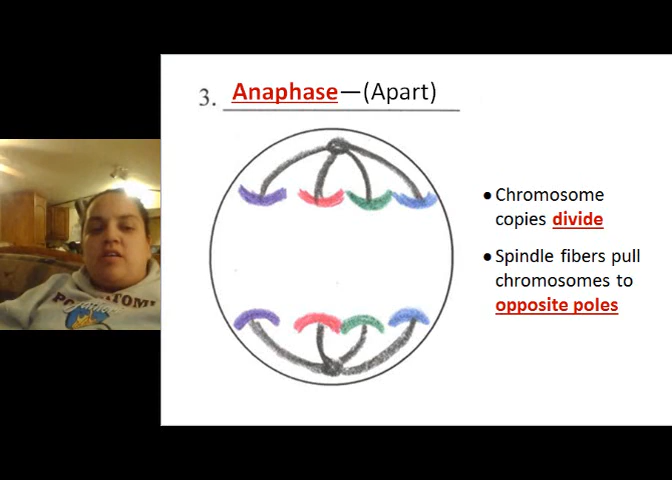 3. Anaphase—(Apart)
• Chromosome
copies divide
• Spindle fibers pull
chromosomes to
opposite poles